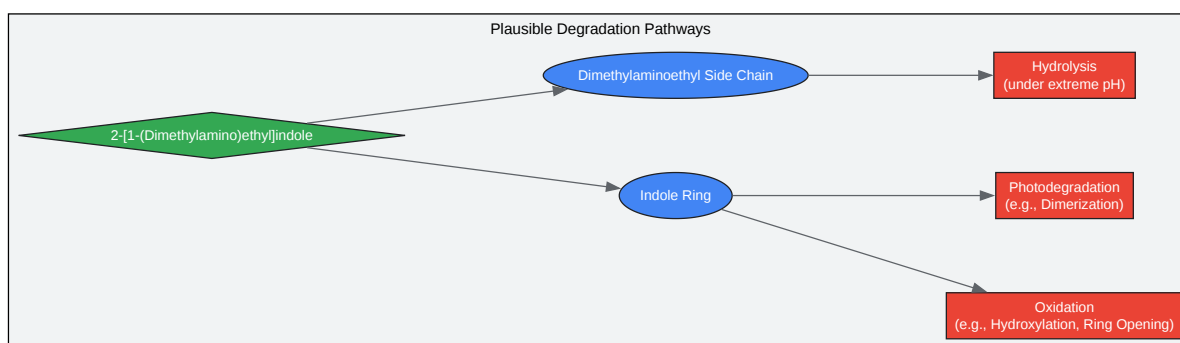 Plausible Degradation Pathways
Dimethylaminoethyl Side Chain
Hydrolysis
(under extreme pH)
2-[1-(Dimethylamino)ethyl]indole
Indole Ring
Photodegradation
(e.g., Dimerization)
Oxidation
(e.g., Hydroxylation, Ring Opening)